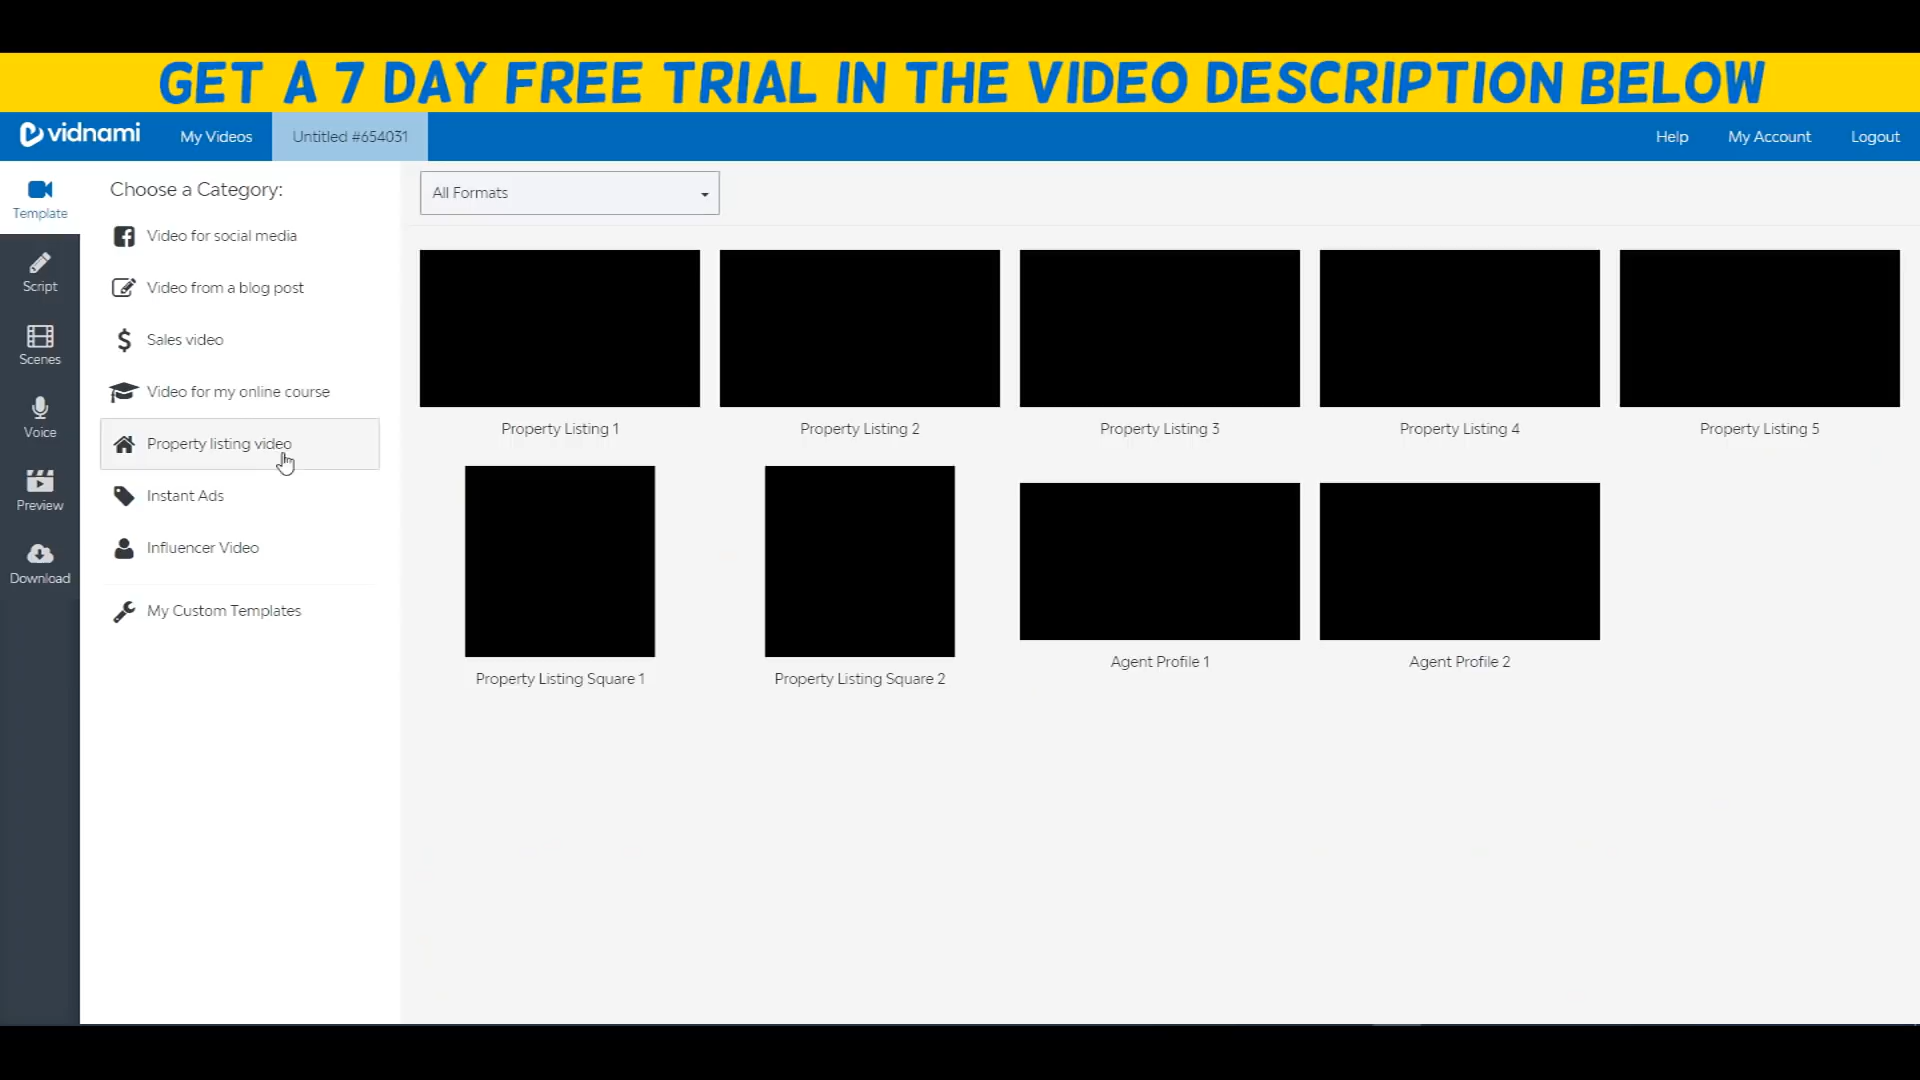 GET A 7 DAY FREE TRIAL IN THE VIDEO DESCRIPTION BELOW
vidnami My Videos Untitled #654031 Help My Account Logout
Template
Script
Scenes
Voice
Preview
Download
Choose a Category:
Video for social media
Video from a blog post
Sales video
Video for my online course
Property listing video
Instant Ads
Influencer Video
My Custom Templates
All Formats
Property Listing 1 Property Listing 2 Property Listing 3 Property Listing 4 Property Listing 5
Property Listing Square 1 Property Listing Square 2 Agent Profile 1 Agent Profile 2